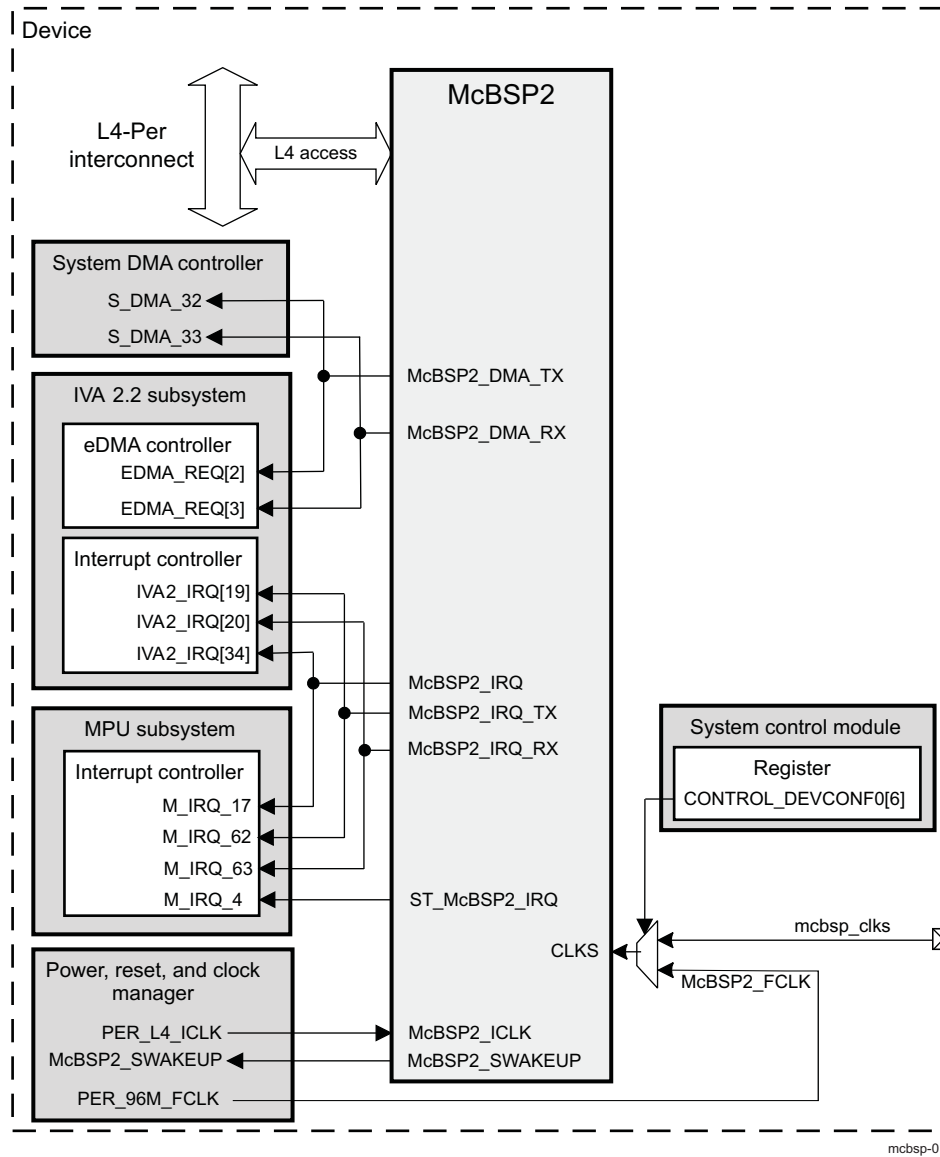 Device
McBSP2
L4-Per
interconnect
L4 access
System DMA controller
S_DMA_32
S_DMA_33
McBSP2_DMA_TX
IVA 2.2 subsystem
McBSP2_DMA_RX
eDMA controller
EDMA_REQ[2]
EDMA_REQ[3]
Interrupt controller
IVA2_IRQ[19]
IVA2_IRQ[20]
IVA2_IRQ[34]
McBSP2_IRQ
McBSP2_IRQ_TX
McBSP2_IRQ_RX
MPU subsystem
Interrupt controller
M_IRQ_17
M_IRQ_62
M_IRQ_63
M_IRQ_4
ST_McBSP2_IRQ
System control module
Register
CONTROL_DEVCONF0[6]
CLKS
mcbsp_clks
McBSP2_FCLK
Power, reset, and clock
manager
PER_L4_ICLK
McBSP2_ICLK
McBSP2_SWAKEUP
McBSP2_SWAKEUP
PER_96M_FCLK
mcbsp-0